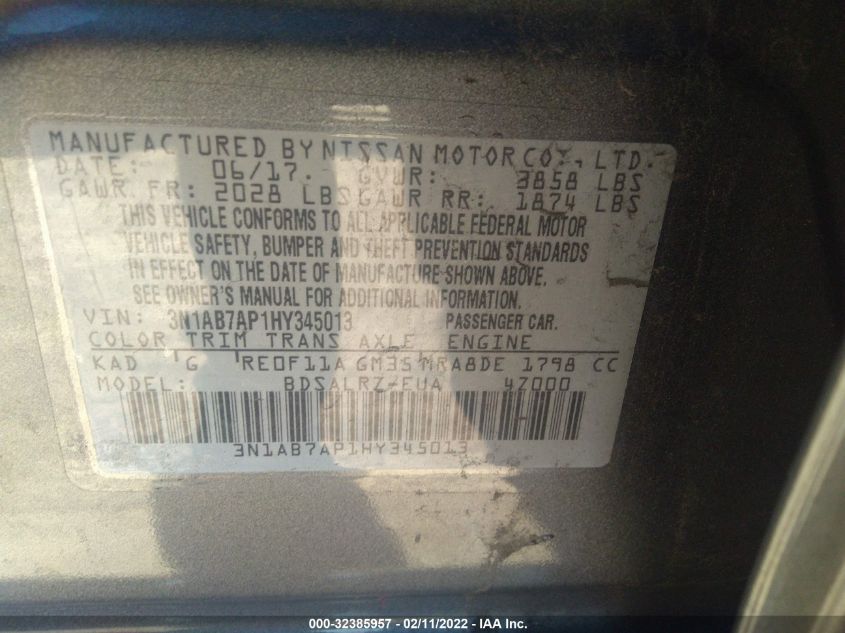 MANUFACTURED BY NISSAN MOTOR CO., LTD.
DATE: 06/17. GVWR: 3858 LBS
GAWR FR: 2028 LBS GAWR RR: 1874 LBS
THIS VEHICLE CONFORMS TO ALL APPLICABLE FEDERAL MOTOR
VEHICLE SAFETY, BUMPER AND THEFT PREVENTION STANDARDS
IN EFFECT ON THE DATE OF MANUFACTURE SHOWN ABOVE.
SEE OWNER'S MANUAL FOR ADDITIONAL INFORMATION.
VIN: 3N1AB7AP1HY345013 PASSENGER CAR.
COLOR TRIM TRANS AXLE ENGINE
KAD G RE0F11A GM35 MRA8DE 1798 CC
MODEL: BDSALRZ-EUA 4Z000
3N1AB7AP1HY345013
000-32385957 - 02/11/2022 - IAA Inc.